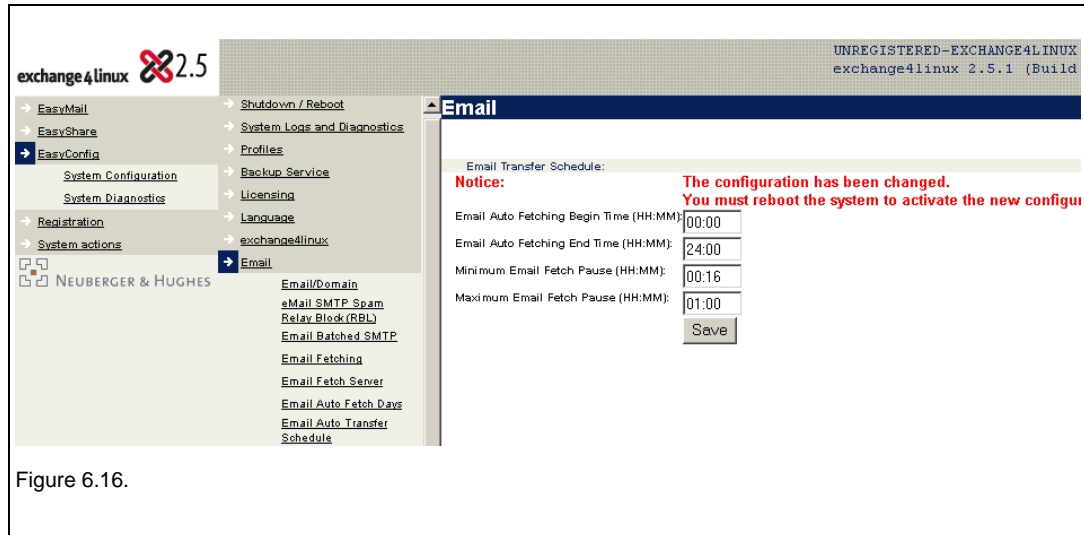 exchange4linux 2.5
UNREGISTERED-EXCHANGE4LINUX
exchange4linux 2.5.1 (Build
EasyMail
EasyShare
EasyConfig
System Configuration
System Diagnostics
Registration
System actions
NEUBERGER & HUGHES
Shutdown / Reboot
System Logs and Diagnostics
Profiles
Backup Service
Licensing
Language
exchange4linux
Email
Email/Domain
eMail SMTP Spam
Relay Block (RBL)
Email Batched SMTP
Email Fetching
Email Fetch Server
Email Auto Fetch Days
Email Auto Transfer
Schedule
Email
Email Transfer Schedule:
Notice: The configuration has been changed.
You must reboot the system to activate the new configur
Email Auto Fetching Begin Time (HH:MM): 00:00
Email Auto Fetching End Time (HH:MM): 24:00
Minimum Email Fetch Pause (HH:MM): 00:16
Maximum Email Fetch Pause (HH:MM): 01:00
Save
Figure 6.16.